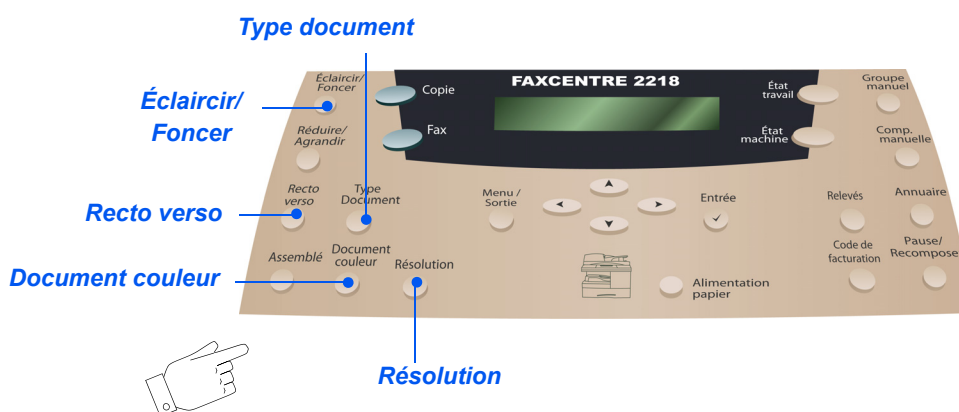 Type document
Éclaircir/
Foncer
Recto verso
Document couleur
Résolution
FAXCENTRE 2218
Éclaircir/
Foncer
Réduire/
Agrandir
Recto
verso
Type
Document
Assemblé
Document
couleur
Résolution
Copie
Fax
État
travail
État
machine
Menu /
Sortie
Entrée
Alimentation
papier
Groupe
manuel
Comp.
manuelle
Relevés
Annuaire
Code de
facturation
Pause/
Recompose